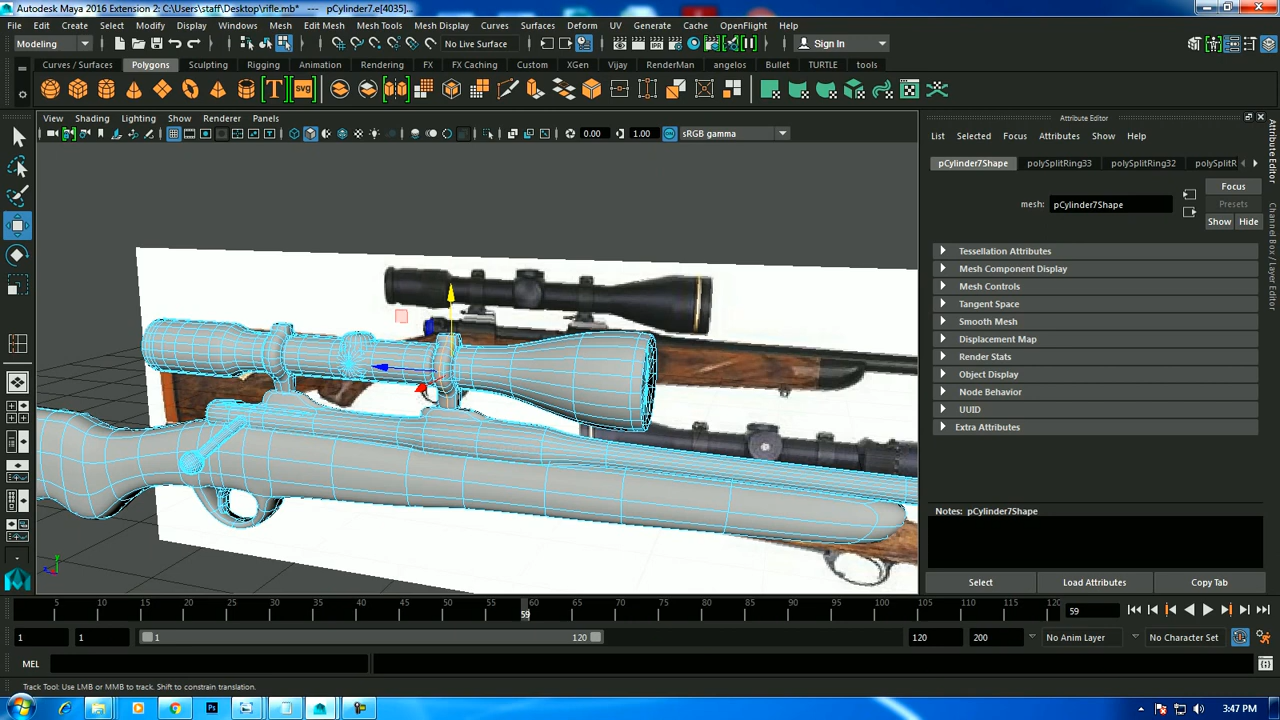 Autodesk Maya 2016 Extension 2: C:\Users\staff\Desktop\rifle.mb* --- pCylinder7.e[4035]...
File Edit Create Select Modify Display Windows Mesh Edit Mesh Mesh Tools Mesh Display Curves Surfaces Deform UV Generate Cache OpenFlight Help
Modeling No Live Surface Sign In
Curves / Surfaces Polygons Sculpting Rigging Animation Rendering FX FX Caching Custom XGen Vijay RenderMan angelos Bullet TURTLE tools
T svg
View Shading Lighting Show Renderer Panels
0.00 1.00 sRGB gamma
Attribute Editor
List Selected Focus Attributes Show Help
pCylinder7Shape polySplitRing33 polySplitRing32 polySplitR
Focus
mesh: pCylinder7Shape Presets
Show Hide
Tessellation Attributes
Mesh Component Display
Mesh Controls
Tangent Space
Smooth Mesh
Displacement Map
Render Stats
Object Display
Node Behavior
UUID
Extra Attributes
Notes: pCylinder7Shape
Select Load Attributes Copy Tab
Attribute Editor
Channel Box / Layer Editor
5 10 15 20 25 30 35 40 45 50 55 60 65 70 75 80 85 90 95 100 105 110 115 120
59 59
1 1 1 120 120 200 No Anim Layer No Character Set
MEL
Track Tool: Use LMB or MMB to track. Shift to constrain translation.
3:47 PM